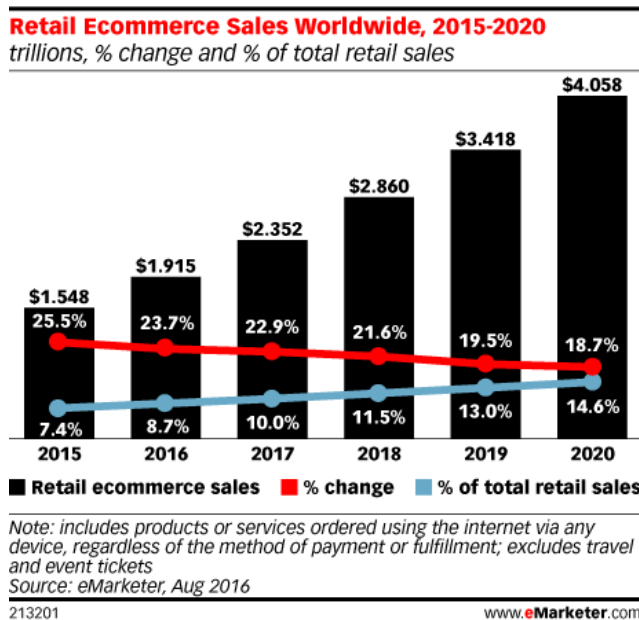 Retail Ecommerce Sales Worldwide, 2015-2020
trillions, % change and % of total retail sales
$4.058
$3.418
$2.860
$2.352
$1.915
$1.548
25.5% 23.7% 22.9% 21.6% 19.5% 18.7%
7.4% 8.7% 10.0% 11.5% 13.0% 14.6%
2015 2016 2017 2018 2019 2020
Retail ecommerce sales % change % of total retail sales
Note: includes products or services ordered using the internet via any
device, regardless of the method of payment or fulfillment; excludes travel
and event tickets
Source: eMarketer, Aug 2016
213201 www.eMarketer.com